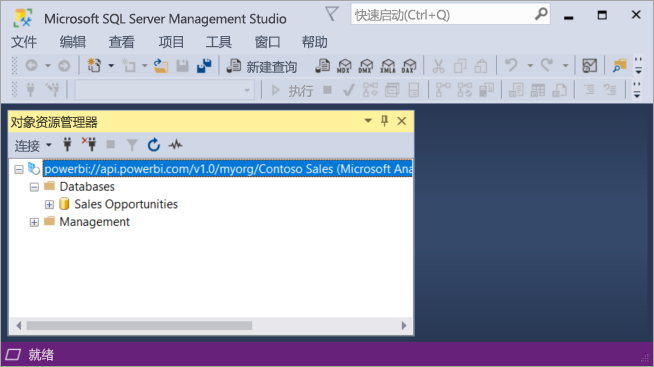 Microsoft SQL Server Management Studio
快速启动(Ctrl+Q)
文件 编辑 查看 项目 工具 窗口 帮助
新建查询 MDX DMX XMLA DAX
执行
对象资源管理器
连接
powerbi://api.powerbi.com/v1.0/myorg/Contoso Sales (Microsoft Ana
Databases
Sales Opportunities
Management
就绪